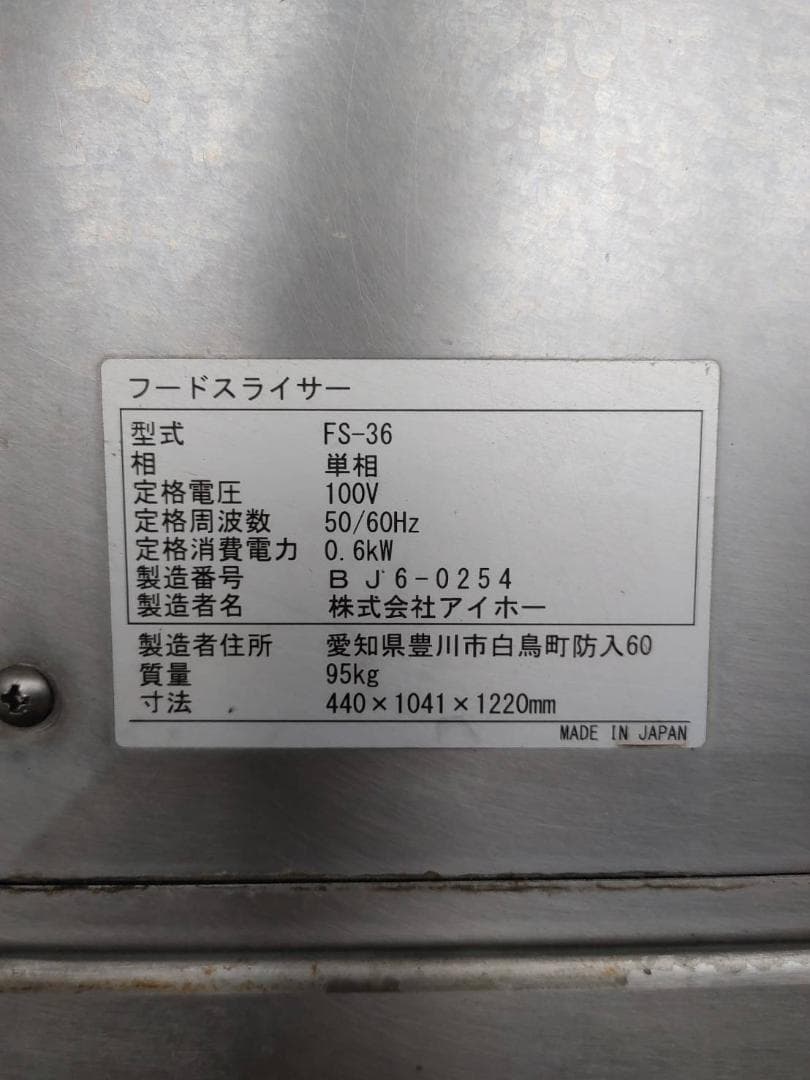 フードスライサー
型式 FS-36
相 単相
定格電圧 100V
定格周波数 50/60Hz
定格消費電力 0.6kW
製造番号 BJ6-0254
製造者名 株式会社アイホー
製造者住所 愛知県豊川市白鳥町防入60
質量 95kg
寸法 440×1041×1220mm
MADE IN JAPAN